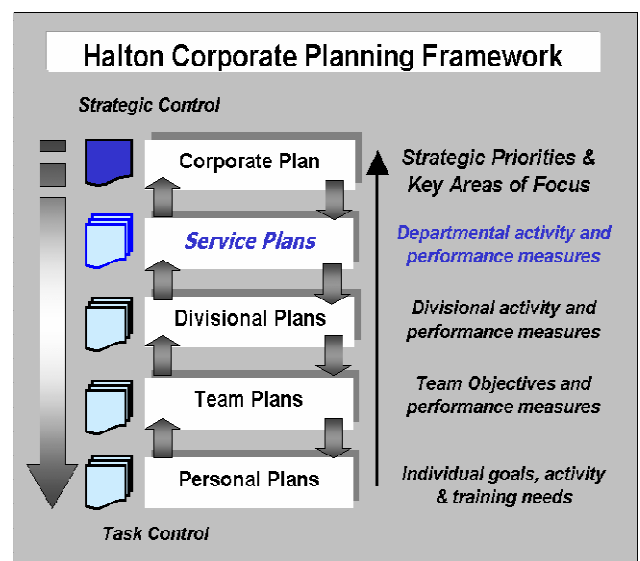 Halton Corporate Planning Framework
Strategic Control
Corporate Plan
Strategic Priorities &
Key Areas of Focus
Service Plans
Departmental activity and
performance measures
Divisional Plans
Divisional activity and
performance measures
Team Plans
Team Objectives and
performance measures
Personal Plans
Individual goals, activity
& training needs
Task Control